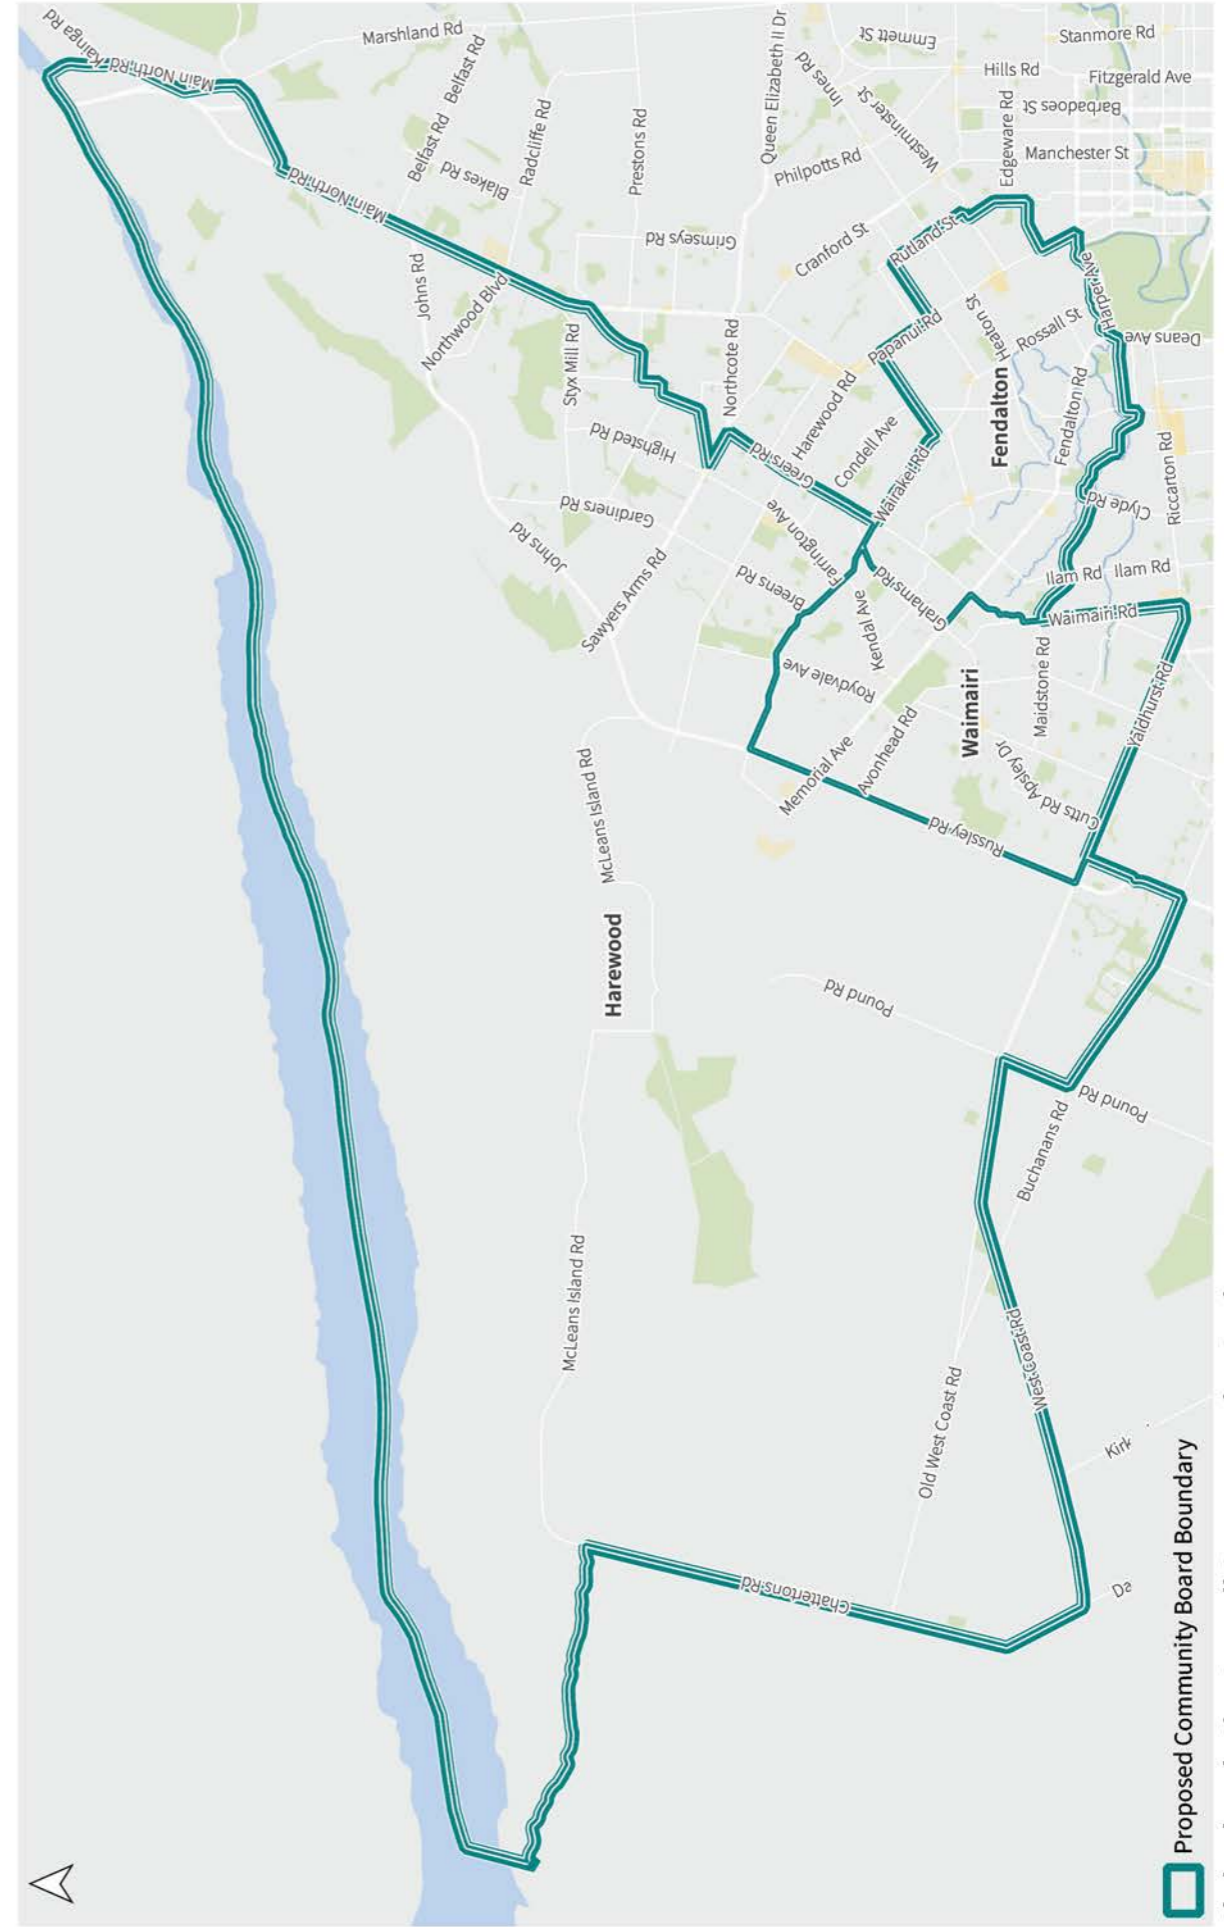 Kainga Rd
Main North Rd
Marshland Rd
Belfast Rd
Belfast Rd
Blakes Rd
Radcliffe Rd
Prestons Rd
Queen Elizabeth II Dr
Innes Rd
Emmett St
Westminster St
Philpotts Rd
Hills Rd
Edgeware Rd
Stanmore Rd
Fitzgerald Ave
Barbadoes St
Manchester St
Main North Rd
Johns Rd
Northwood Blvd
Grimseys Rd
Cranford St
Rutland St
Styx Mill Rd
Northcote Rd
Papanui Rd
Heaton St
Rossall St
Harper Ave
Deans Ave
Highsted Rd
Harewood Rd
Condell Ave
Greers Rd
Wairakei Rd
Fendalton
Fendalton Rd
Clyde Rd
Riccarton Rd
Gardiners Rd
Johns Rd
Sawyers Arms Rd
Farrington Ave
Breens Rd
Grahams Rd
Kendal Ave
Roydvale Ave
Ilam Rd
Ilam Rd
Waimairi Rd
Maidstone Rd
Waimairi
Yaldhurst Rd
Memorial Ave
Avonhead Rd
Apsley Dr
Cutts Rd
Russley Rd
McLeans Island Rd
Harewood
Pound Rd
Pound Rd
Buchanans Rd
McLeans Island Rd
Old West Coast Rd
West Coast Rd
Chattertons Rd
Kirk
Da
Proposed Community Board Boundary